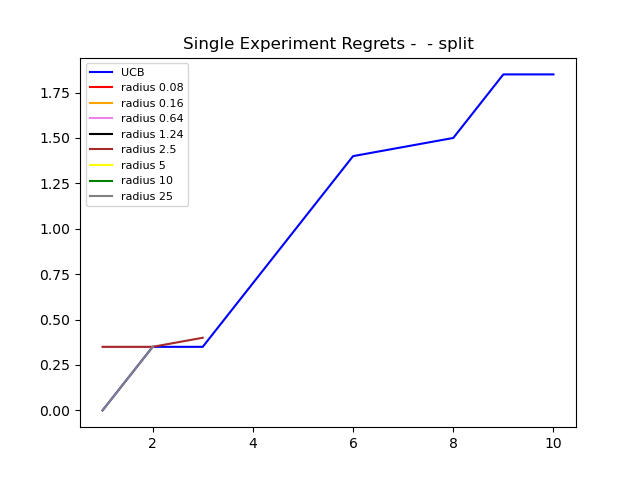 Single Experiment Regrets -  - split
UCB
radius 0.08
radius 0.16
radius 0.64
radius 1.24
radius 2.5
radius 5
radius 10
radius 25
1.75
1.50
1.25
1.00
0.75
0.50
0.25
0.00
2 4 6 8 10